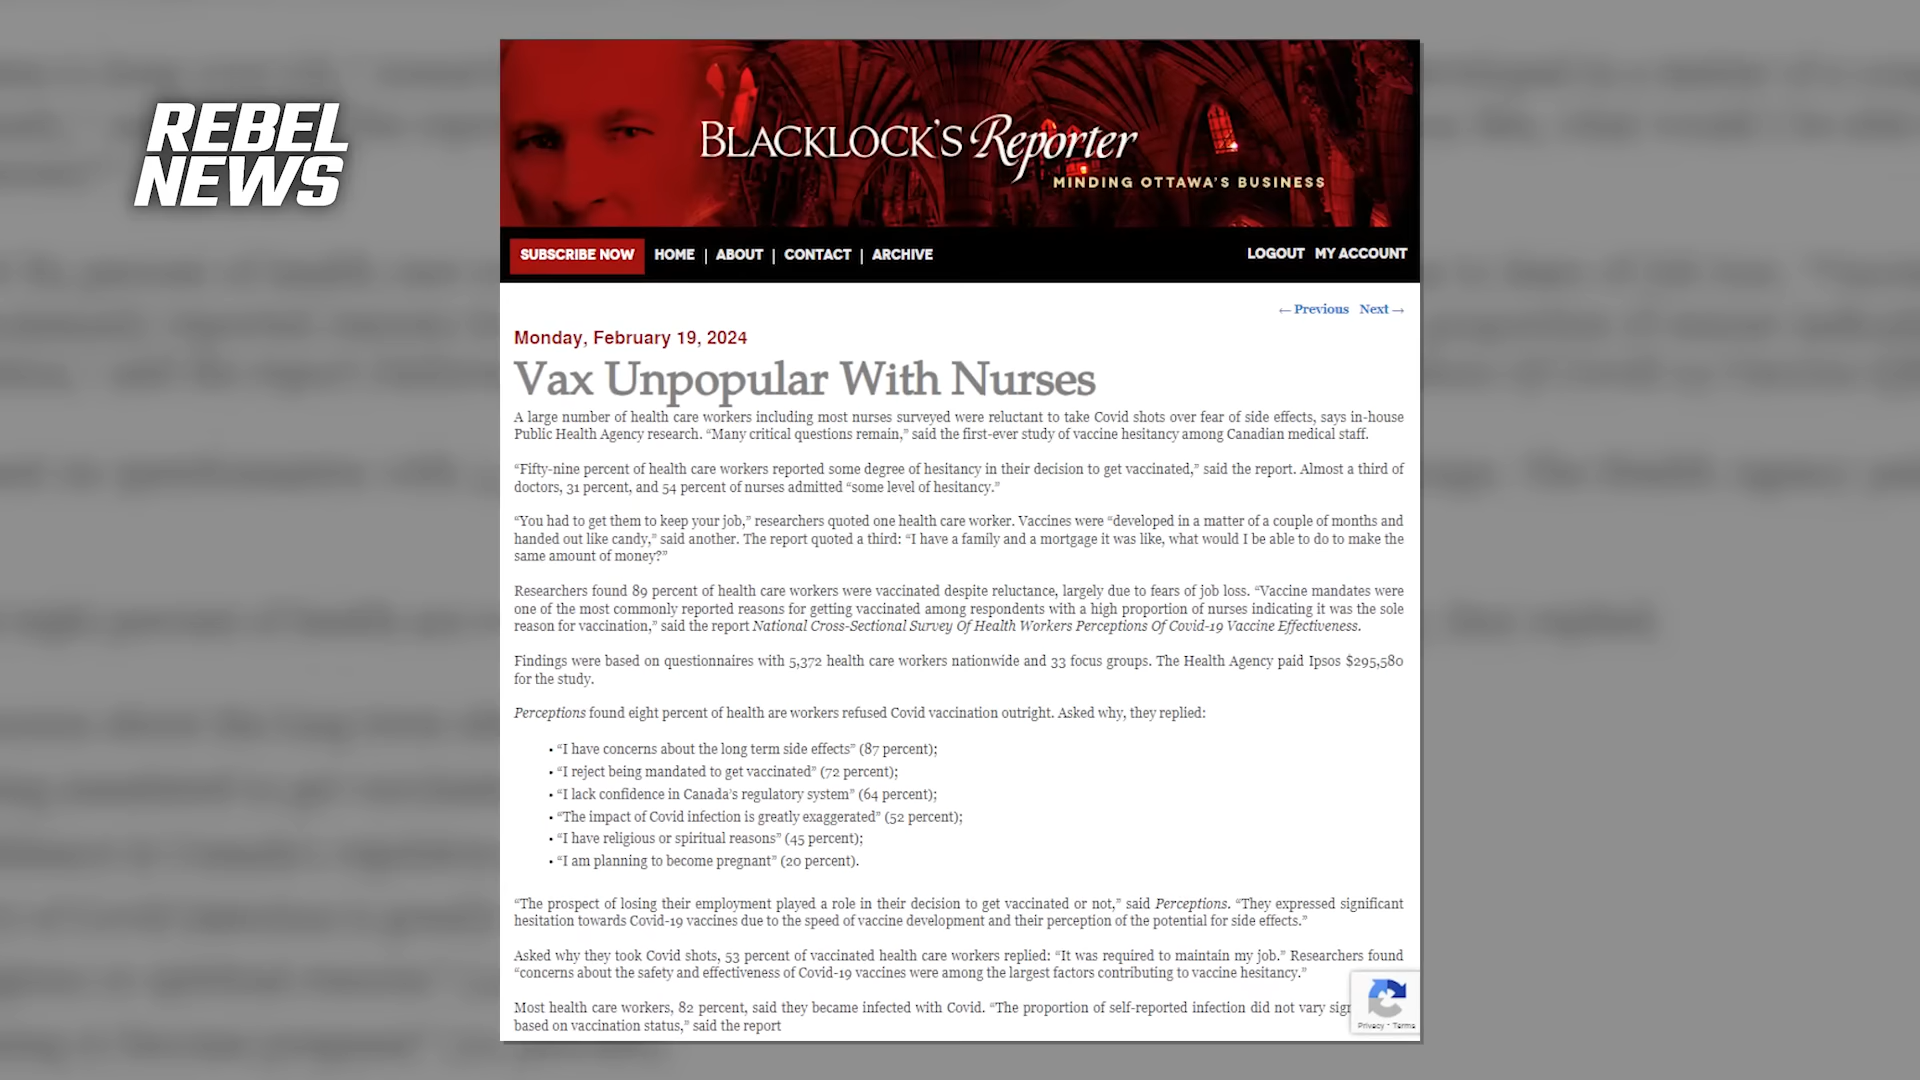 REBEL
NEWS
BLACKLOCK'S Reporter
MINDING OTTAWA'S BUSINESS
SUBSCRIBE NOW HOME | ABOUT | CONTACT | ARCHIVE LOGOUT MY ACCOUNT
← Previous Next →
Monday, February 19, 2024
Vax Unpopular With Nurses
A large number of health care workers including most nurses surveyed were reluctant to take Covid shots over fear of side effects, says in-house
Public Health Agency research. “Many critical questions remain,” said the first-ever study of vaccine hesitancy among Canadian medical staff.
“Fifty-nine percent of health care workers reported some degree of hesitancy in their decision to get vaccinated,” said the report. Almost a third of
doctors, 31 percent, and 54 percent of nurses admitted “some level of hesitancy.”
“You had to get them to keep your job,” researchers quoted one health care worker. Vaccines were “developed in a matter of a couple of months and
handed out like candy,” said another. The report quoted a third: “I have a family and a mortgage it was like, what would I be able to do to make the
same amount of money?”
Researchers found 89 percent of health care workers were vaccinated despite reluctance, largely due to fears of job loss. “Vaccine mandates were
one of the most commonly reported reasons for getting vaccinated among respondents with a high proportion of nurses indicating it was the sole
reason for vaccination,” said the report National Cross-Sectional Survey Of Health Workers Perceptions Of Covid-19 Vaccine Effectiveness.
Findings were based on questionnaires with 5,372 health care workers nationwide and 33 focus groups. The Health Agency paid Ipsos $295,580
for the study.
Perceptions found eight percent of health are workers refused Covid vaccination outright. Asked why, they replied:
• “I have concerns about the long term side effects” (87 percent);
• “I reject being mandated to get vaccinated” (72 percent);
• “I lack confidence in Canada’s regulatory system” (64 percent);
• “The impact of Covid infection is greatly exaggerated” (52 percent);
• “I have religious or spiritual reasons” (45 percent);
• “I am planning to become pregnant” (20 percent).
“The prospect of losing their employment played a role in their decision to get vaccinated or not,” said Perceptions. “They expressed significant
hesitation towards Covid-19 vaccines due to the speed of vaccine development and their perception of the potential for side effects.”
Asked why they took Covid shots, 53 percent of vaccinated health care workers replied: “It was required to maintain my job.” Researchers found
“concerns about the safety and effectiveness of Covid-19 vaccines were among the largest factors contributing to vaccine hesitancy.”
Most health care workers, 82 percent, said they became infected with Covid. “The proportion of self-reported infection did not vary
based on vaccination status,” said the report
Privacy - Terms